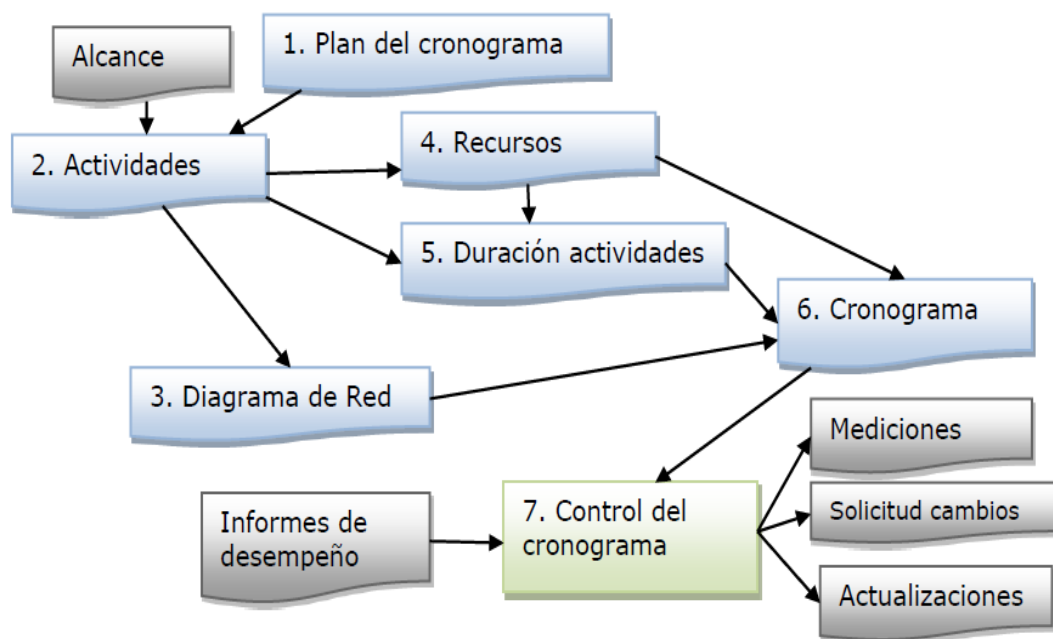 Alcance
1. Plan del cronograma
2. Actividades
4. Recursos
5. Duración actividades
6. Cronograma
3. Diagrama de Red
Mediciones
Informes de
desempeño
7. Control del
cronograma
Solicitud cambios
Actualizaciones